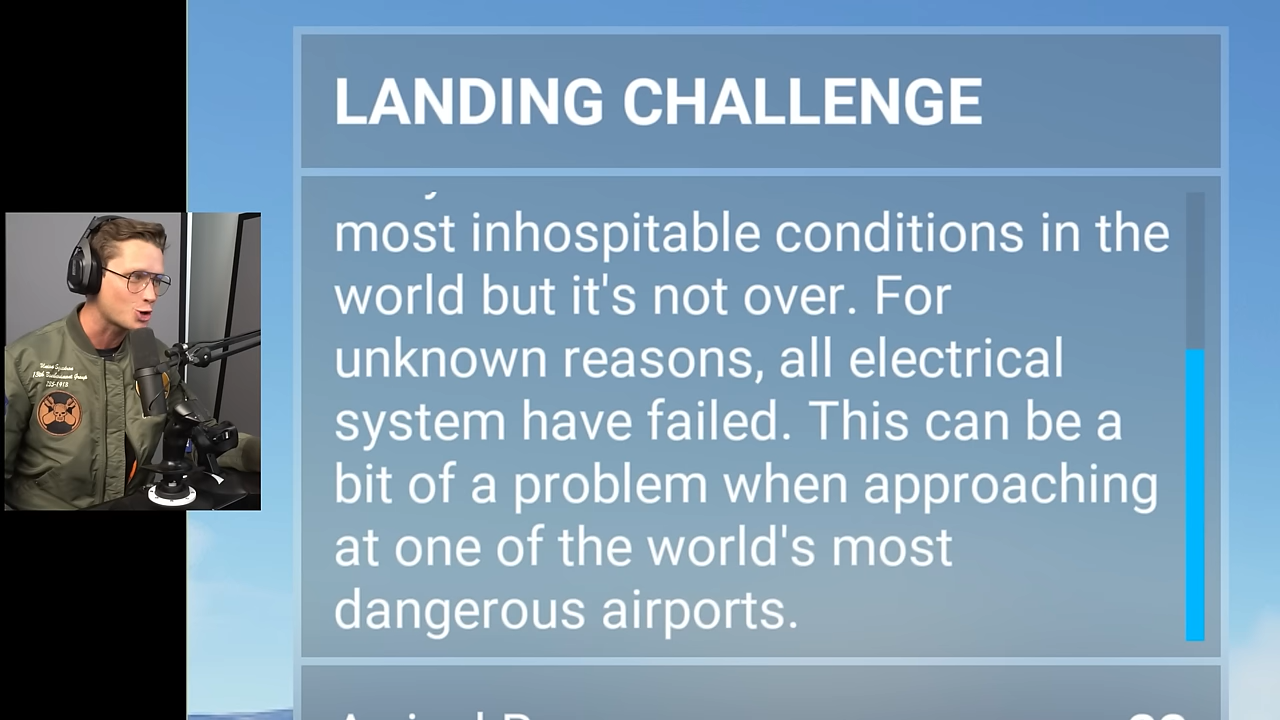 LANDING CHALLENGE
most inhospitable conditions in the
world but it's not over. For
unknown reasons, all electrical
system have failed. This can be a
bit of a problem when approaching
at one of the world's most
dangerous airports.